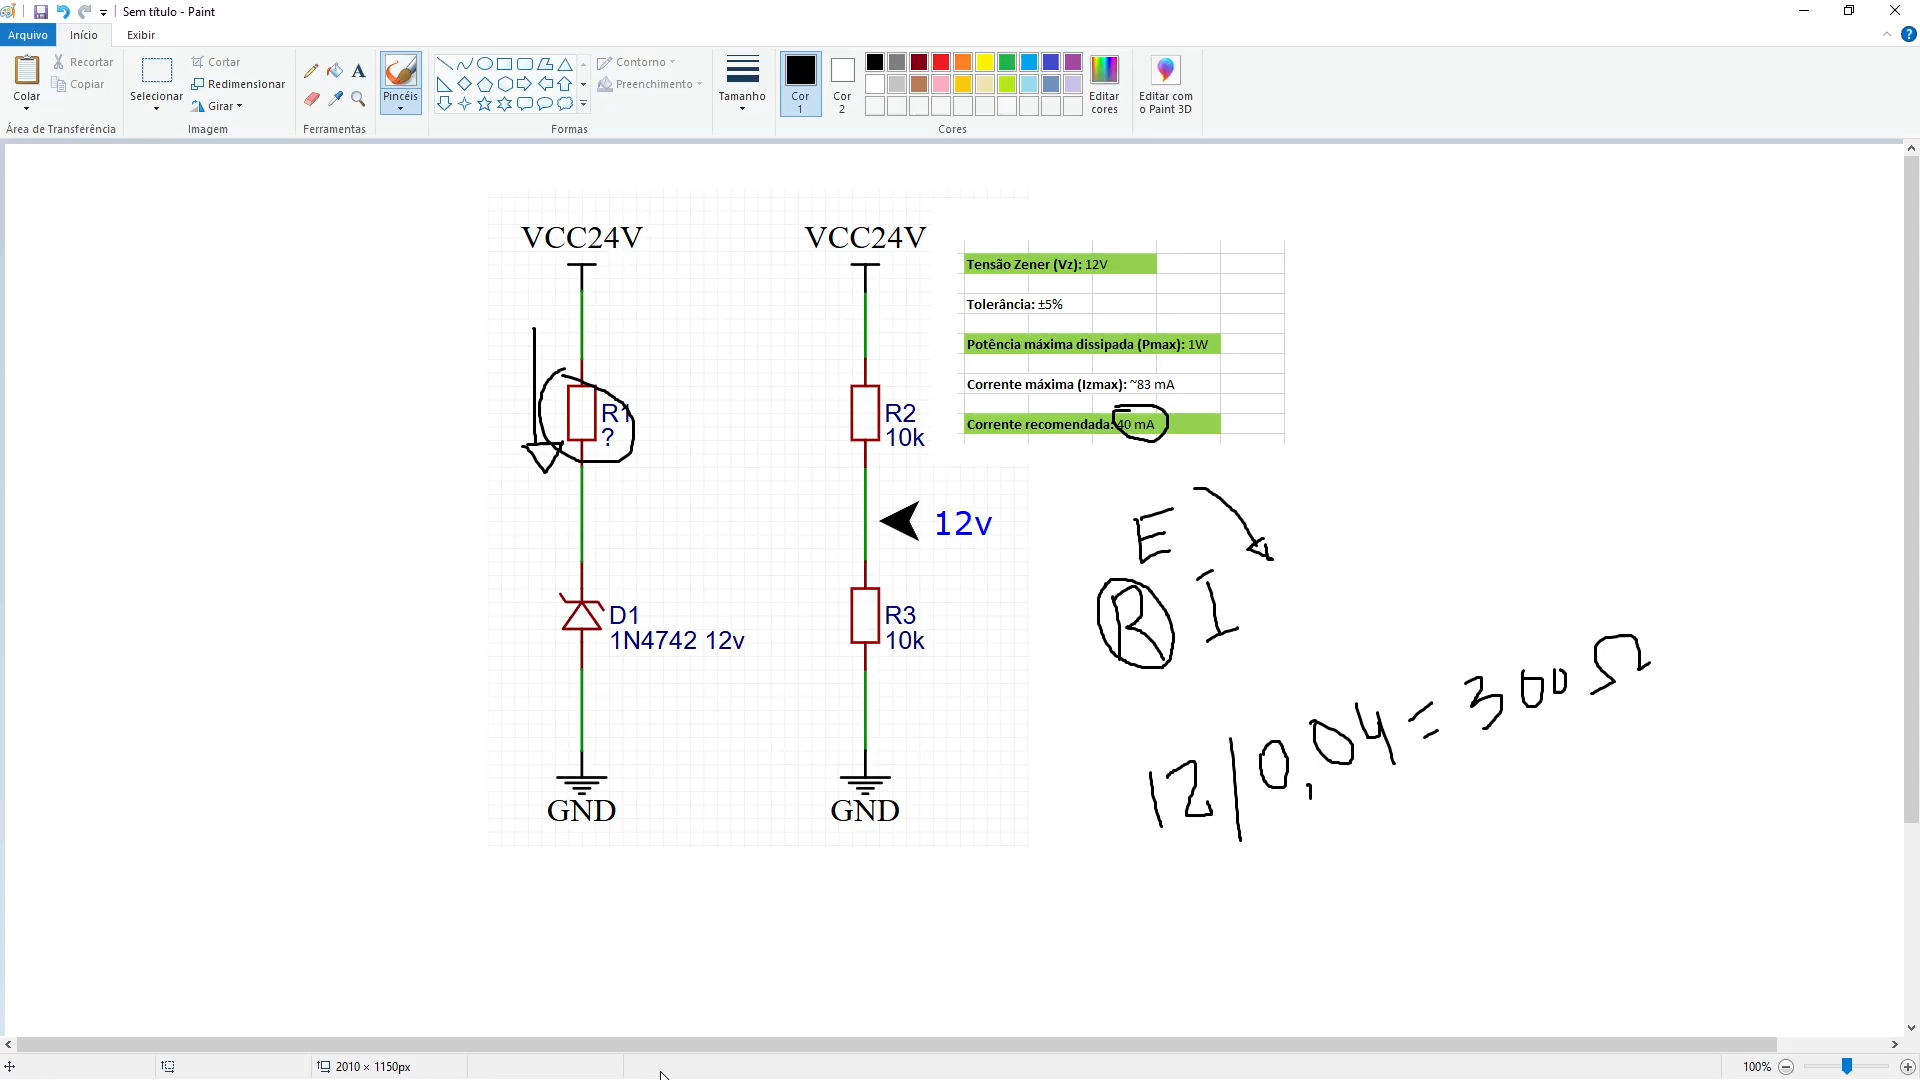 Sem título - Paint
Arquivo Início Exibir
Colar
Recortar
Copiar
Área de Transferência
Selecionar
Cortar
Redimensionar
Girar
Imagem
A
Ferramentas
Pincéis
Contorno
Preenchimento
Formas
Tamanho
Cor 1
Cor 2
Editar cores
Cores
Editar com o Paint 3D
VCC24V VCC24V
Tensão Zener (Vz): 12V
Tolerância: ±5%
Potência máxima dissipada (Pmax): 1W
Corrente máxima (Izmax): ~83 mA
Corrente recomendada: 40 mA
R1
?
R2
10k
12v
D1
1N4742 12v
R3
10k
GND GND
E
R I
12/0,04 = 300 Ω
2010 × 1150px
100%